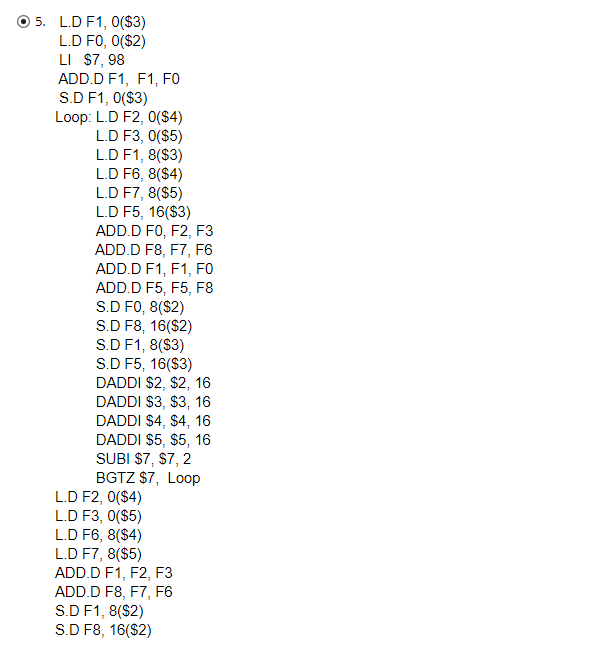 5. L.D F1, 0($3)
L.D F0, 0($2)
LI $7, 98
ADD.D F1, F1, F0
S.D F1, 0($3)
Loop: L.D F2, 0($4)
L.D F3, 0($5)
L.D F1, 8($3)
L.D F6, 8($4)
L.D F7, 8($5)
L.D F5, 16($3)
ADD.D F0, F2, F3
ADD.D F8, F7, F6
ADD.D F1, F1, F0
ADD.D F5, F5, F8
S.D F0, 8($2)
S.D F8, 16($2)
S.D F1, 8($3)
S.D F5, 16($3)
DADDI $2, $2, 16
DADDI $3, $3, 16
DADDI $4, $4, 16
DADDI $5, $5, 16
SUBI $7, $7, 2
BGTZ $7, Loop
L.D F2, 0($4)
L.D F3, 0($5)
L.D F6, 8($4)
L.D F7, 8($5)
ADD.D F1, F2, F3
ADD.D F8, F7, F6
S.D F1, 8($2)
S.D F8, 16($2)